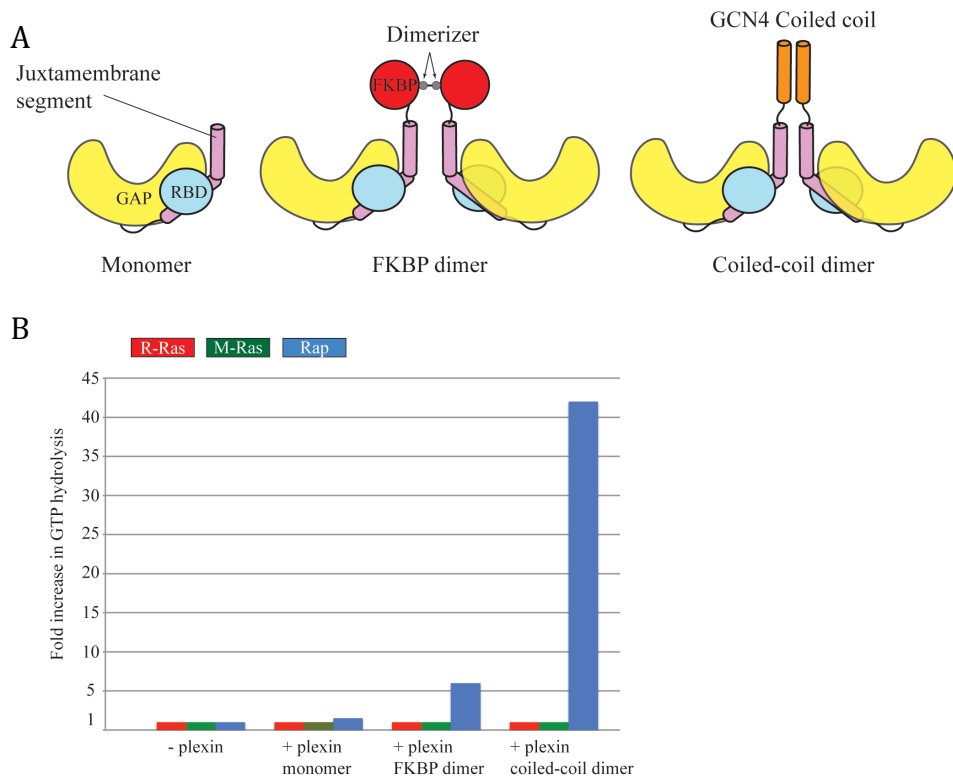 A
Juxtamembrane
segment
Dimerizer
GCN4 Coiled coil
FKBP
GAP
RBD
Monomer
FKBP dimer
Coiled-coil dimer
B
R-Ras
M-Ras
Rap
Fold increase in GTP hydrolysis
45
40
35
30
25
20
15
10
5
1
- plexin
+ plexin
monomer
+ plexin
FKBP dimer
+ plexin
coiled-coil dimer